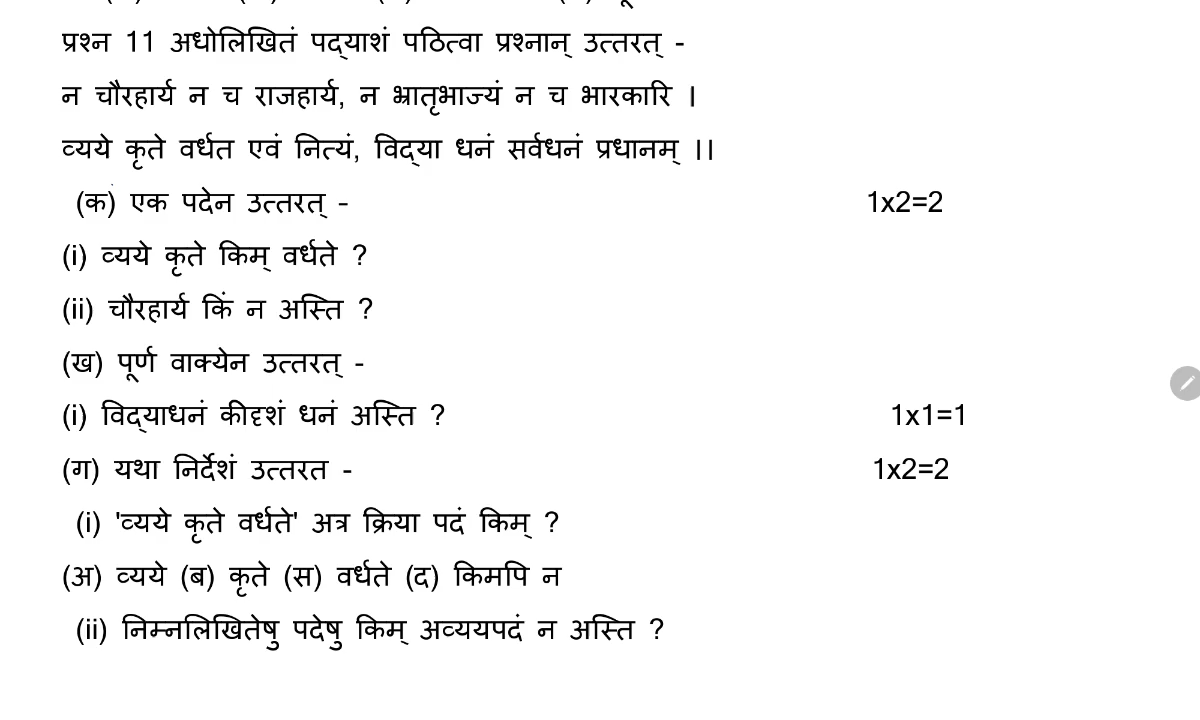 प्रश्न 11 अधोलिखितं पद्याशं पठित्वा प्रश्नान् उत्तरत् -
न चौरहार्य न च राजहार्य, न भ्रातृभाज्यं न च भारकारि ।
व्यये कृते वर्धत एवं नित्यं, विद्या धनं सर्वधनं प्रधानम् ।।
(क) एक पदेन उत्तरत् - 1x2=2
(i) व्यये कृते किम् वर्धते ?
(ii) चौरहार्य किं न अस्ति ?
(ख) पूर्ण वाक्येन उत्तरत् -
(i) विद्याधनं कीदृशं धनं अस्ति ? 1x1=1
(ग) यथा निर्देशं उत्तरत - 1x2=2
(i) 'व्यये कृते वर्धते' अत्र क्रिया पदं किम् ?
(अ) व्यये (ब) कृते (स) वर्धते (द) किमपि न
(ii) निम्नलिखितेषु पदेषु किम् अव्ययपदं न अस्ति ?